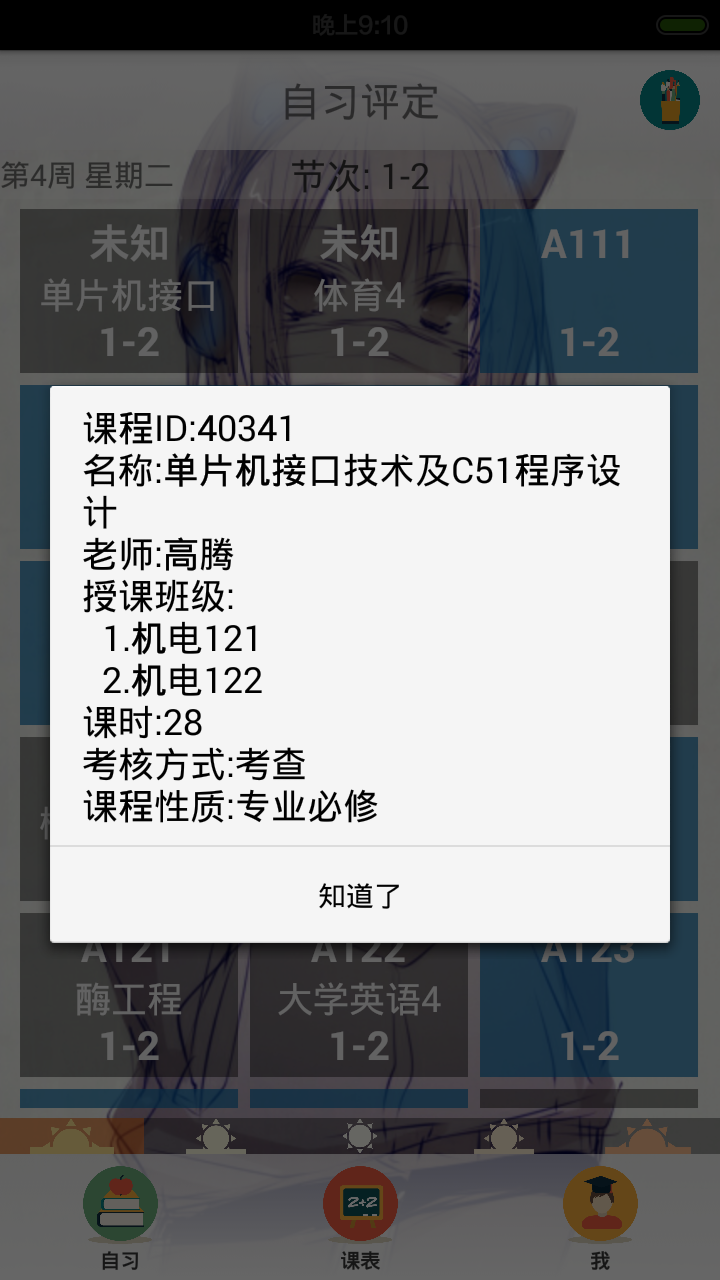 晚上9:10
自习评定
第4周 星期二
节次: 1-2
未知
单片机接口
1-2
未知
体育4
1-2
A111
1-2
课程ID:40341
名称:单片机接口技术及C51程序设
计
老师:高腾
授课班级:
1.机电121
2.机电122
课时:28
考核方式:考查
课程性质:专业必修
知道了
A121
酶工程
1-2
A122
大学英语4
1-2
A123
1-2
2+2
自习
课表
我